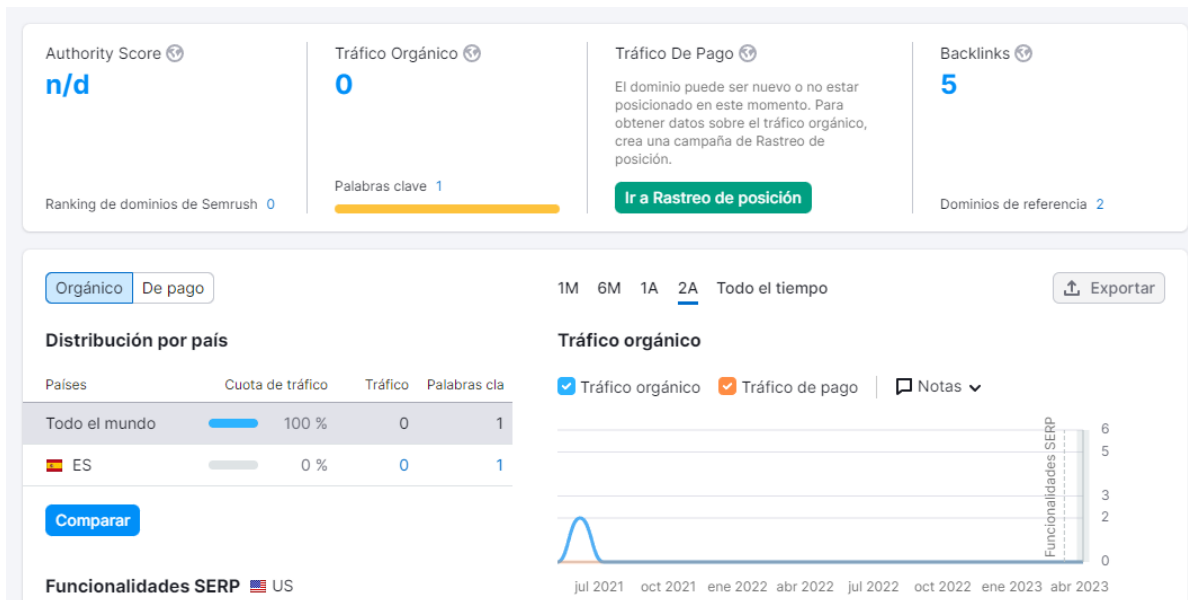 Authority Score
n/d
Ranking de dominios de Semrush 0
Tráfico Orgánico
0
Palabras clave 1
Tráfico De Pago
El dominio puede ser nuevo o no estar
posicionado en este momento. Para
obtener datos sobre el tráfico orgánico,
crea una campaña de Rastreo de
posición.
Ir a Rastreo de posición
Backlinks
5
Dominios de referencia 2
Orgánico De pago
Distribución por país
Países Cuota de tráfico Tráfico Palabras cla
Todo el mundo 100 % 0 1
ES 0 % 0 1
Comparar
Funcionalidades SERP US
1M 6M 1A 2A Todo el tiempo
Exportar
Tráfico orgánico
Tráfico orgánico Tráfico de pago Notas
Funcionalidades SERP
6
5
3
2
0
jul 2021 oct 2021 ene 2022 abr 2022 jul 2022 oct 2022 ene 2023 abr 2023